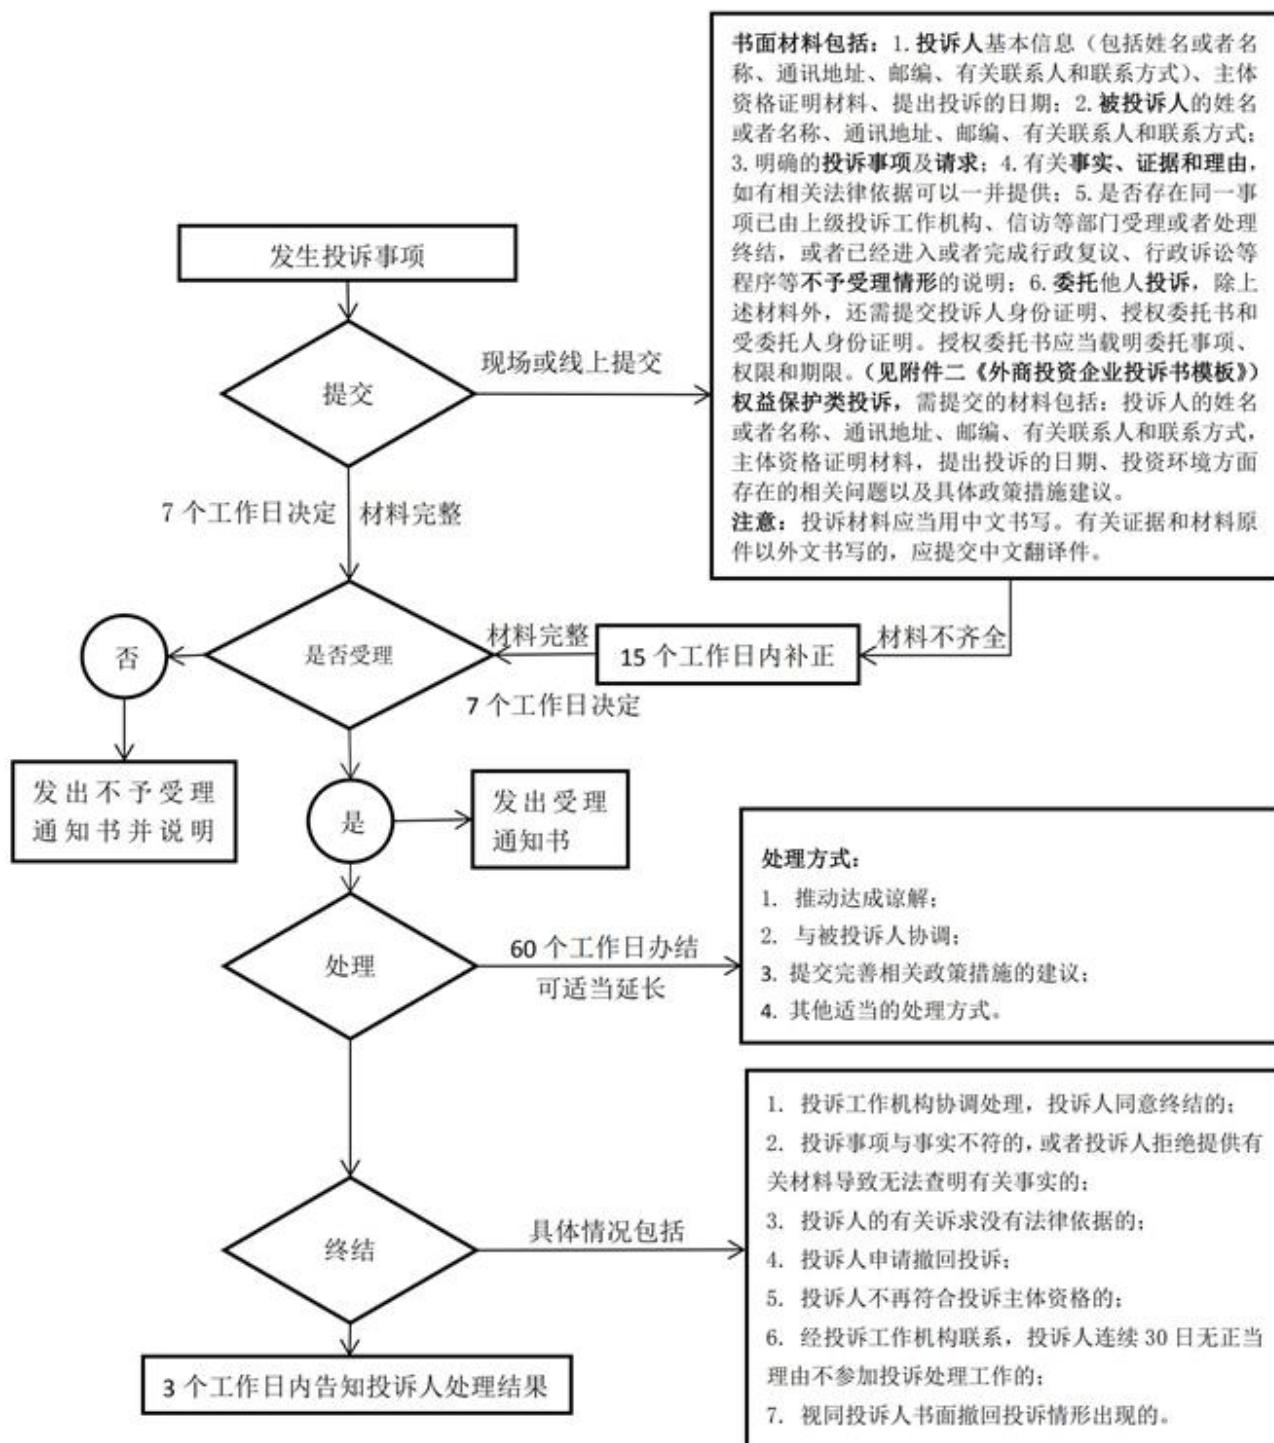 书面材料包括：1.投诉人基本信息（包括姓名或者名
称、通讯地址、邮编、有关联系人和联系方式）、主体
资格证明材料、提出投诉的日期；2.被投诉人的姓名
或者名称、通讯地址、邮编、有关联系人和联系方式；
3.明确的投诉事项及请求；4.有关事实、证据和理由，
如有相关法律依据可以一并提供；5.是否存在同一事
项已由上级投诉工作机构、信访等部门受理或者处理
终结，或者已经进入或者完成行政复议、行政诉讼等
程序等不予受理情形的说明；6.委托他人投诉，除上
述材料外，还需提交投诉人身份证明、授权委托书和
受委托人身份证明。授权委托书应当载明委托事项、
权限和期限。（见附件二《外商投资企业投诉书模板》）
权益保护类投诉，需提交的材料包括：投诉人的姓名
或者名称、通讯地址、邮编、有关联系人和联系方式，
主体资格证明材料，提出投诉的日期、投资环境方面
存在的相关问题以及具体政策措施建议。
注意：投诉材料应当用中文书写。有关证据和材料原
件以外文书写的，应提交中文翻译件。
发生投诉事项
提交
现场或线上提交
7 个工作日决定
材料完整
否
是否受理
材料完整
15 个工作日内补正
材料不齐全
7 个工作日决定
发出不予受理
通知书并说明
是
发出受理
通知书
处理
60 个工作日办结
可适当延长
处理方式：
1. 推动达成谅解；
2. 与被投诉人协调；
3. 提交完善相关政策措施的建议；
4. 其他适当的处理方式。
终结
具体情况包括
1. 投诉工作机构协调处理，投诉人同意终结的；
2. 投诉事项与事实不符的，或者投诉人拒绝提供有
关材料导致无法查明有关事实的；
3. 投诉人的有关诉求没有法律依据的；
4. 投诉人申请撤回投诉；
5. 投诉人不再符合投诉主体资格的；
6. 经投诉工作机构联系，投诉人连续 30 日无正当
理由不参加投诉处理工作的；
7. 视同投诉人书面撤回投诉情形出现的。
3 个工作日内告知投诉人处理结果